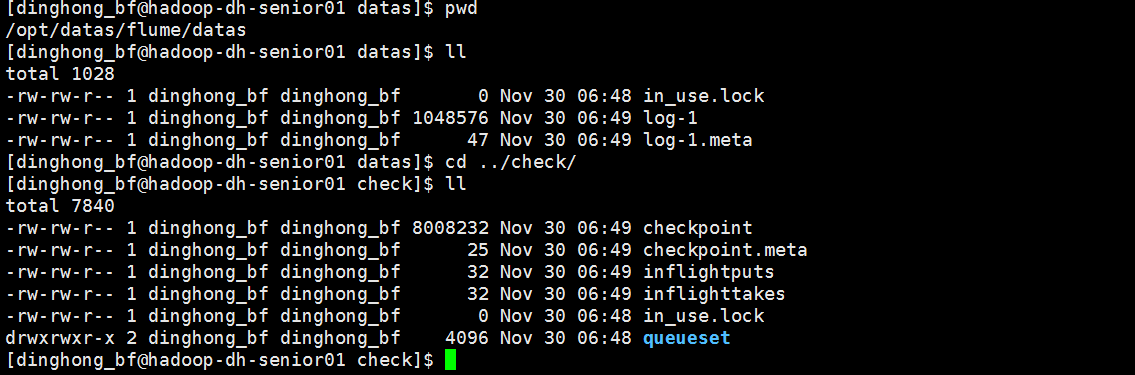 [dinghong_bf@hadoop-dh-senior01 datas]$ pwd
/opt/datas/flume/datas
[dinghong_bf@hadoop-dh-senior01 datas]$ ll
total 1028
-rw-rw-r-- 1 dinghong_bf dinghong_bf       0 Nov 30 06:48 in_use.lock
-rw-rw-r-- 1 dinghong_bf dinghong_bf 1048576 Nov 30 06:49 log-1
-rw-rw-r-- 1 dinghong_bf dinghong_bf      47 Nov 30 06:49 log-1.meta
[dinghong_bf@hadoop-dh-senior01 datas]$ cd ../check/
[dinghong_bf@hadoop-dh-senior01 check]$ ll
total 7840
-rw-rw-r-- 1 dinghong_bf dinghong_bf 8008232 Nov 30 06:49 checkpoint
-rw-rw-r-- 1 dinghong_bf dinghong_bf      25 Nov 30 06:49 checkpoint.meta
-rw-rw-r-- 1 dinghong_bf dinghong_bf      32 Nov 30 06:49 inflightputs
-rw-rw-r-- 1 dinghong_bf dinghong_bf      32 Nov 30 06:49 inflighttakes
-rw-rw-r-- 1 dinghong_bf dinghong_bf       0 Nov 30 06:48 in_use.lock
drwxrwxr-x 2 dinghong_bf dinghong_bf    4096 Nov 30 06:48 queueset
[dinghong_bf@hadoop-dh-senior01 check]$